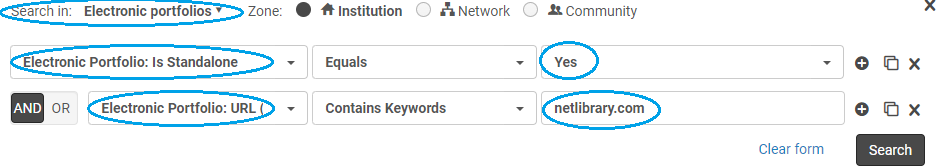 Search in: Electronic portfolios Zone: Institution Network Community
Electronic Portfolio: Is Standalone Equals Yes
AND OR Electronic Portfolio: URL ( Contains Keywords netlibrary.com
Clear form Search